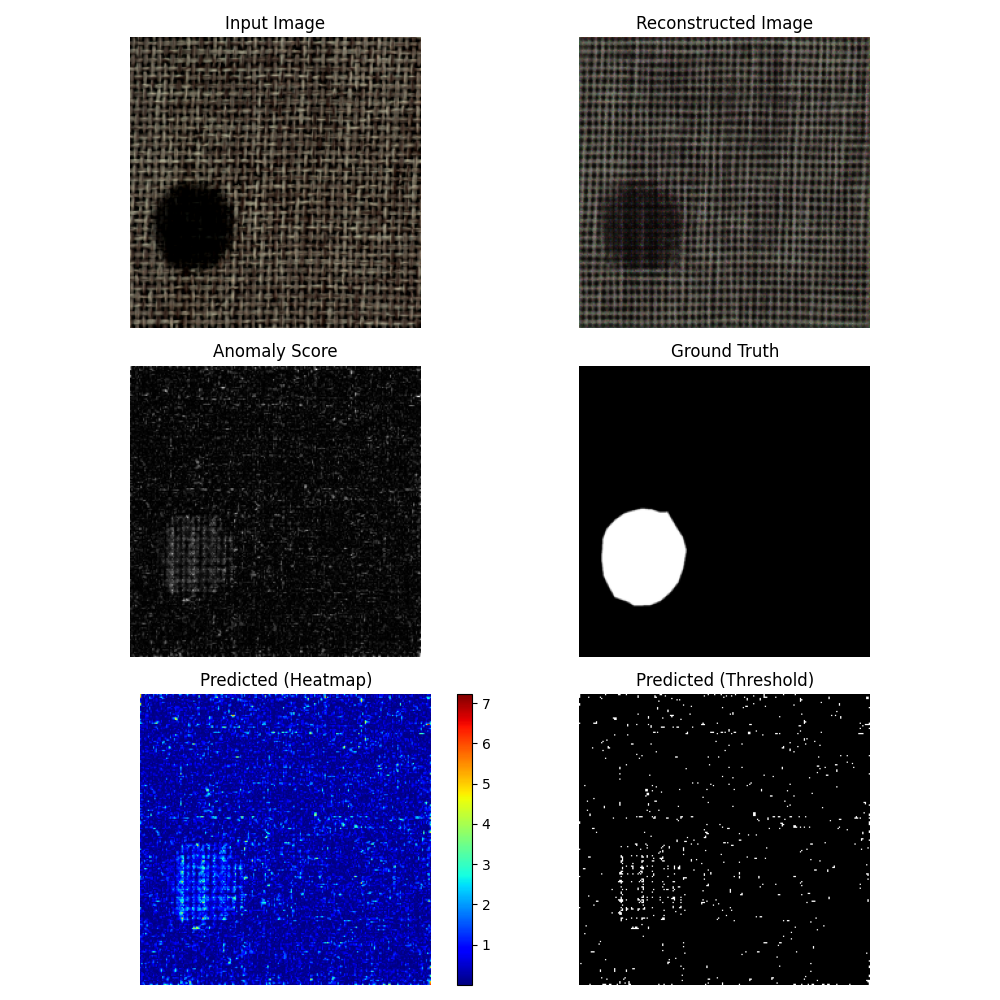 Input Image
Reconstructed Image
Anomaly Score
Ground Truth
Predicted (Heatmap)
Predicted (Threshold)
7
6
5
4
3
2
1